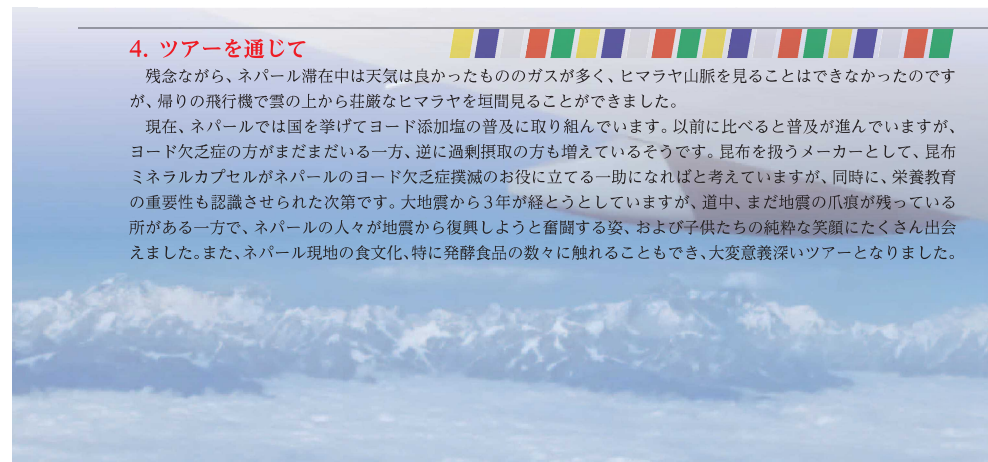 4. ツアーを通じて
残念ながら、ネパール滞在中は天気は良かったもののガスが多く、ヒマラヤ山脈を見ることはできなかったのです
が、帰りの飛行機で雲の上から荘厳なヒマラヤを垣間見ることができました。
現在、ネパールでは国を挙げてヨード添加塩の普及に取り組んでいます。以前に比べると普及が進んでいますが、
ヨード欠乏症の方がまだまだいる一方、逆に過剰摂取の方も増えているそうです。昆布を扱うメーカーとして、昆布
ミネラルカプセルがネパールのヨード欠乏症撲滅のお役に立てる一助になればと考えていますが、同時に、栄養教育
の重要性も認識させられた次第です。大地震から3年が経とうとしていますが、道中、まだ地震の爪痕が残っている
所がある一方で、ネパールの人々が地震から復興しようと奮闘する姿、および子供たちの純粋な笑顔にたくさん出会
えました。また、ネパール現地の食文化、特に発酵食品の数々に触れることもでき、大変意義深いツアーとなりました。